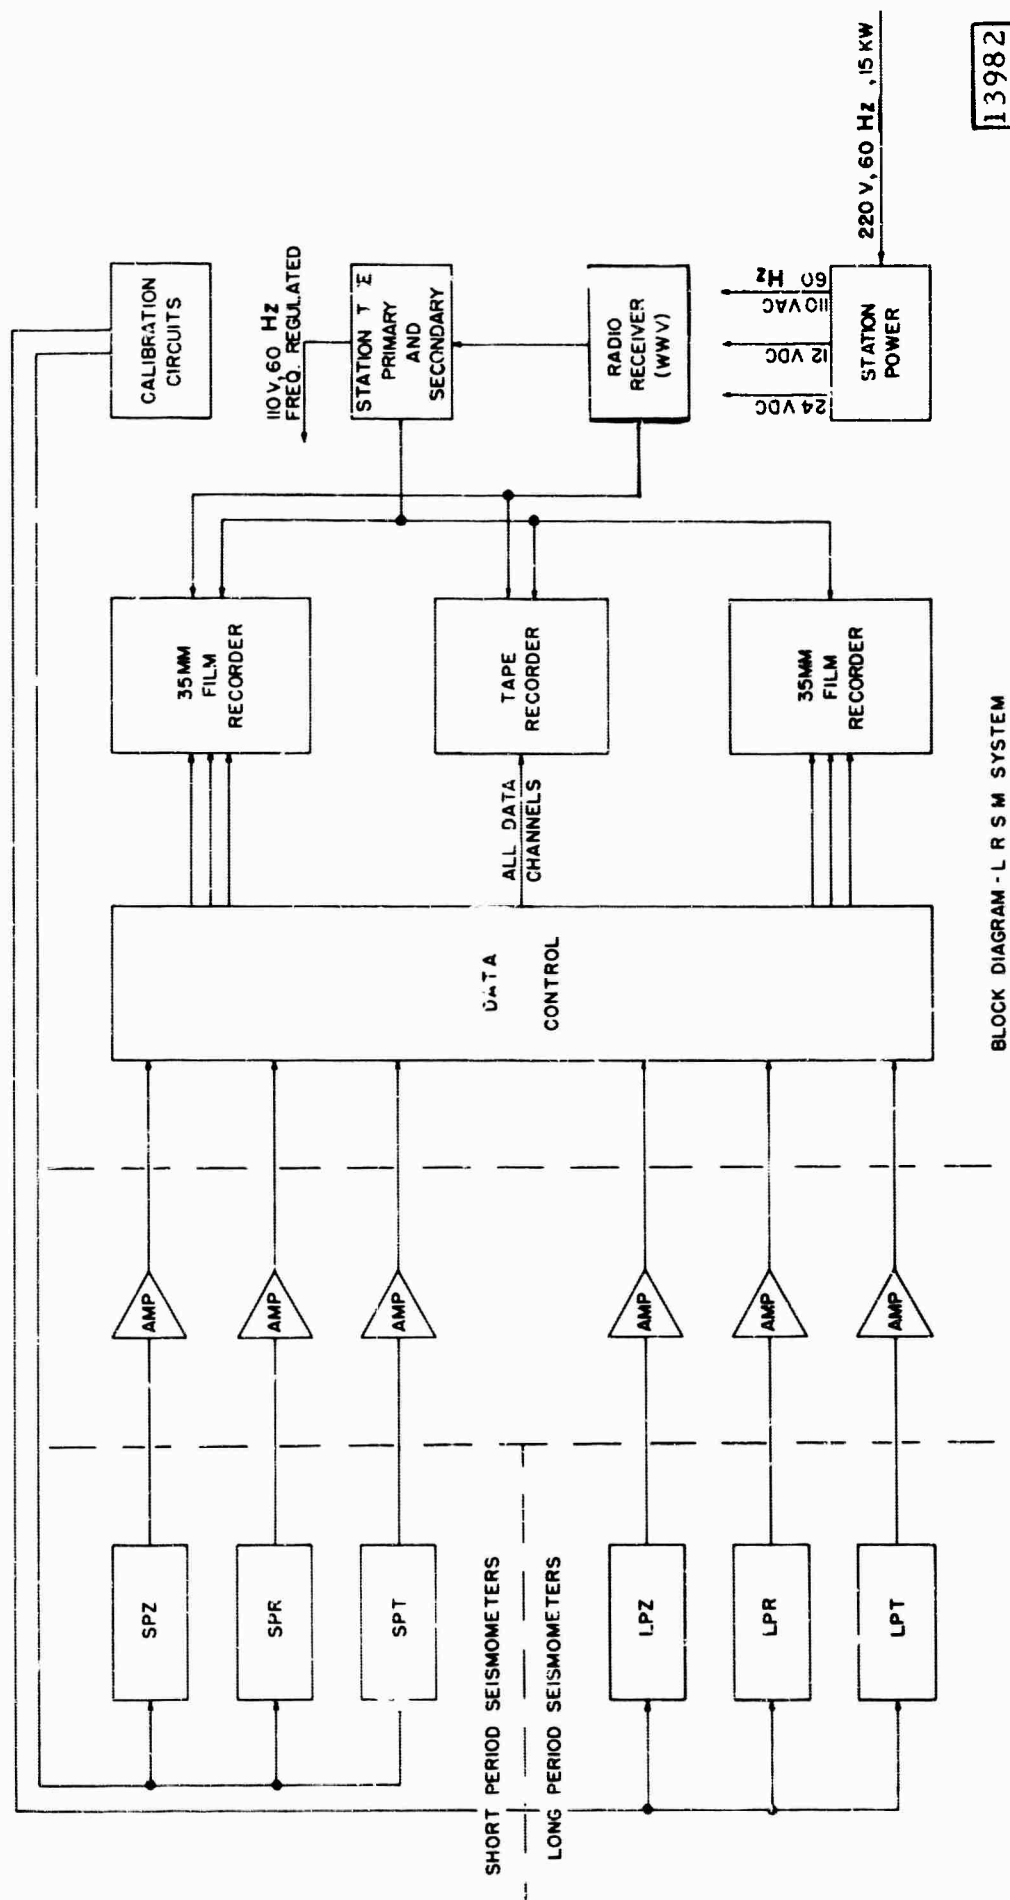 CALIBRATION
CIRCUITS
110V, 60 Hz
FREQ. REGULATED
STATION T E
PRIMARY
AND
SECONDARY
RADIO
RECEIVER
(WWV)
24 VDC
12 VDC
110 VAC
60
Hz
STATION
POWER
220 V, 60 Hz , 15 KW
35MM
FILM
RECORDER
TAPE
RECORDER
35MM
FILM
RECORDER
ALL DATA
CHANNELS
DATA
CONTROL
AMP
AMP
AMP
AMP
AMP
AMP
SPZ
SPR
SPT
LPZ
LPR
LPT
SHORT PERIOD SEISMOMETERS
LONG PERIOD SEISMOMETERS
BLOCK DIAGRAM - L R S M SYSTEM
13982